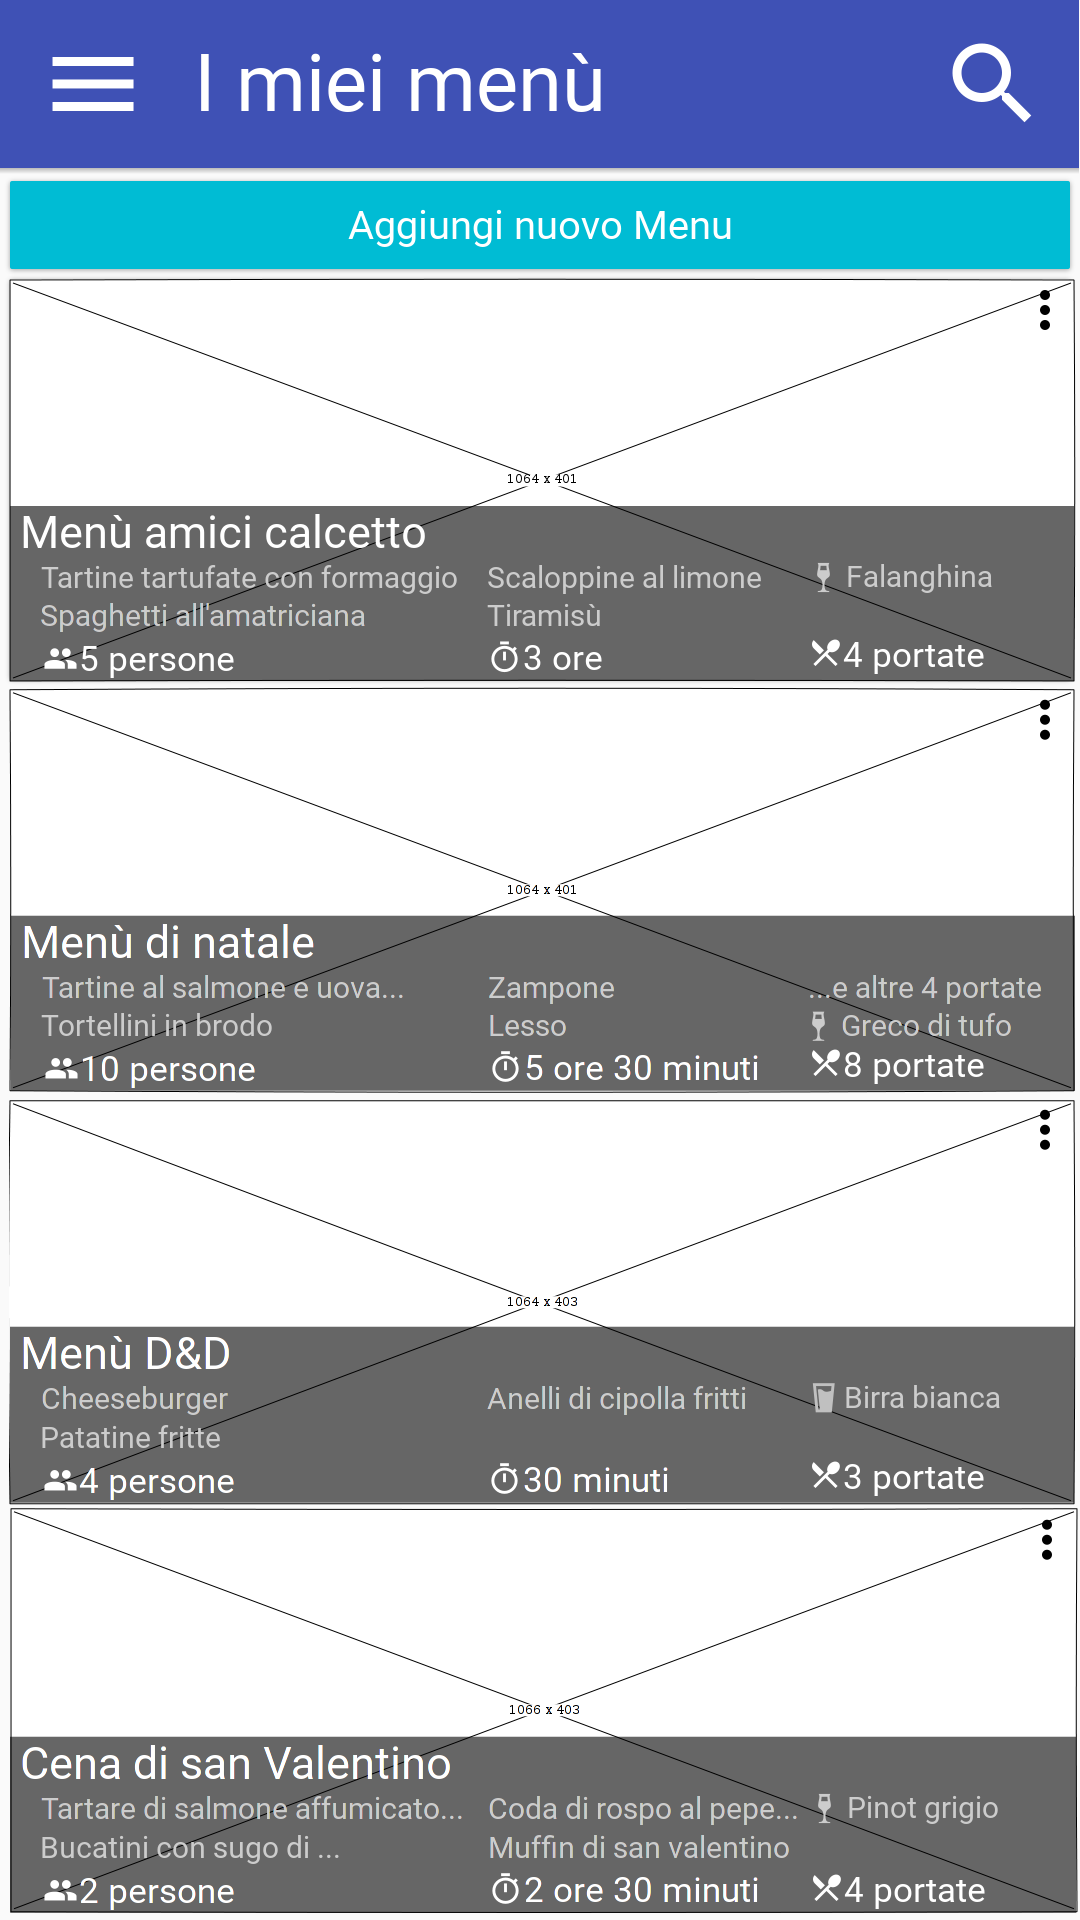 I miei menù
Aggiungi nuovo Menu
1064 x 401
Menù amici calcetto
Tartine tartufate con formaggio Scaloppine al limone Falanghina
Spaghetti all'amatriciana Tiramisù
5 persone 3 ore 4 portate
1064 x 401
Menù di natale
Tartine al salmone e uova... Zampone ...e altre 4 portate
Tortellini in brodo Lesso Greco di tufo
10 persone 5 ore 30 minuti 8 portate
1064 x 403
Menù D&D
Cheeseburger Anelli di cipolla fritti Birra bianca
Patatine fritte
4 persone 30 minuti 3 portate
1066 x 403
Cena di san Valentino
Tartare di salmone affumicato... Coda di rospo al pepe... Pinot grigio
Bucatini con sugo di ... Muffin di san valentino
2 persone 2 ore 30 minuti 4 portate